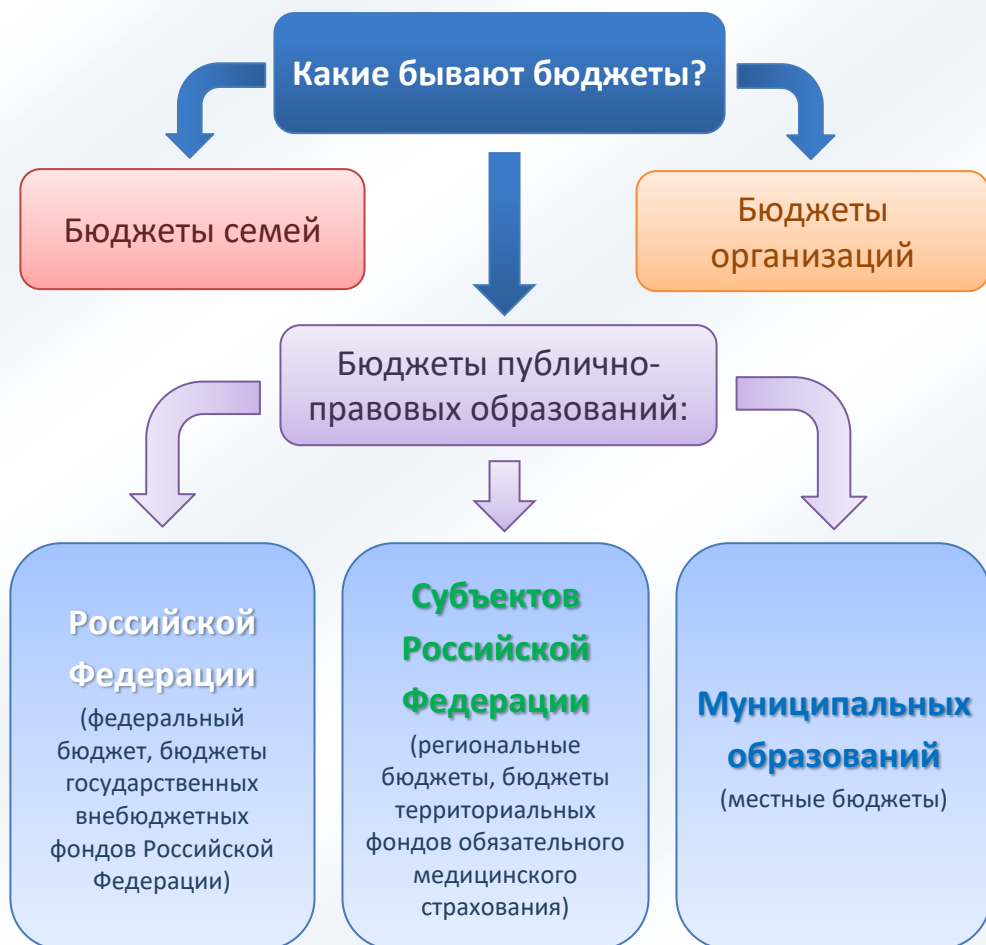 Какие бывают бюджеты?
Бюджеты семей
Бюджеты
организаций
Бюджеты публично-
правовых образований:
Российской
Федерации
(федеральный
бюджет, бюджеты
государственных
внебюджетных
фондов Российской
Федерации)
Субъектов
Российской
Федерации
(региональные
бюджеты, бюджеты
территориальных
фондов обязательного
медицинского
страхования)
Муниципальных
образований
(местные бюджеты)